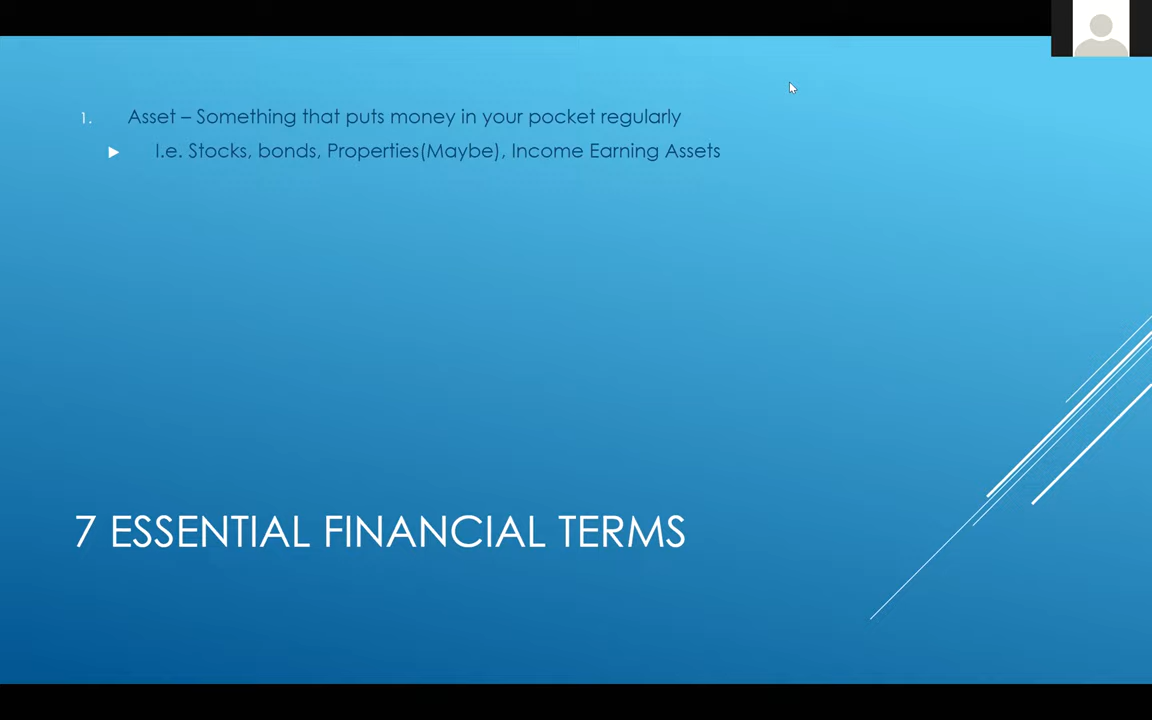 1. Asset – Something that puts money in your pocket regularly
I.e. Stocks, bonds, Properties(Maybe), Income Earning Assets
7 ESSENTIAL FINANCIAL TERMS